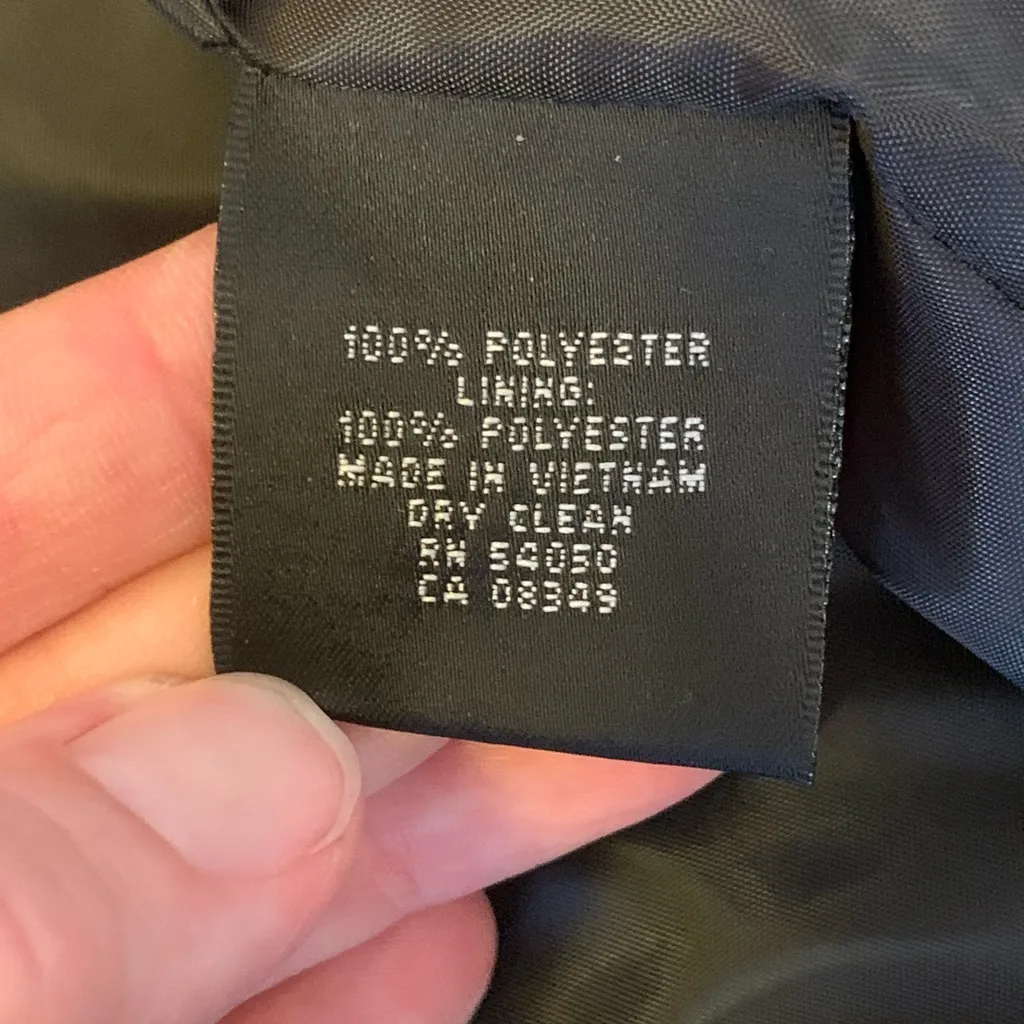 100% POLYESTER
LINING:
100% POLYESTER
MADE IN VIETNAM
DRY CLEAN
RN 54050
CA 08349